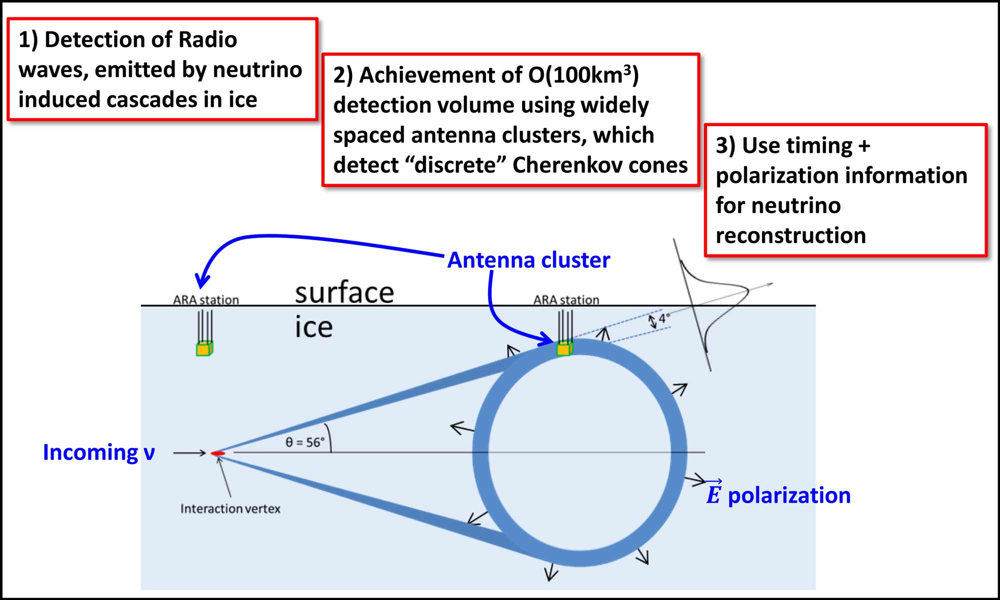 1) Detection of Radio
waves, emitted by neutrino
induced cascades in ice
2) Achievement of O(100km³)
detection volume using widely
spaced antenna clusters, which
detect “discrete” Cherenkov cones
3) Use timing +
polarization information
for neutrino
reconstruction
Antenna cluster
ARA station
surface
ARA station
ice
4°
θ = 56°
Incoming ν
E⃗ polarization
Interaction vertex